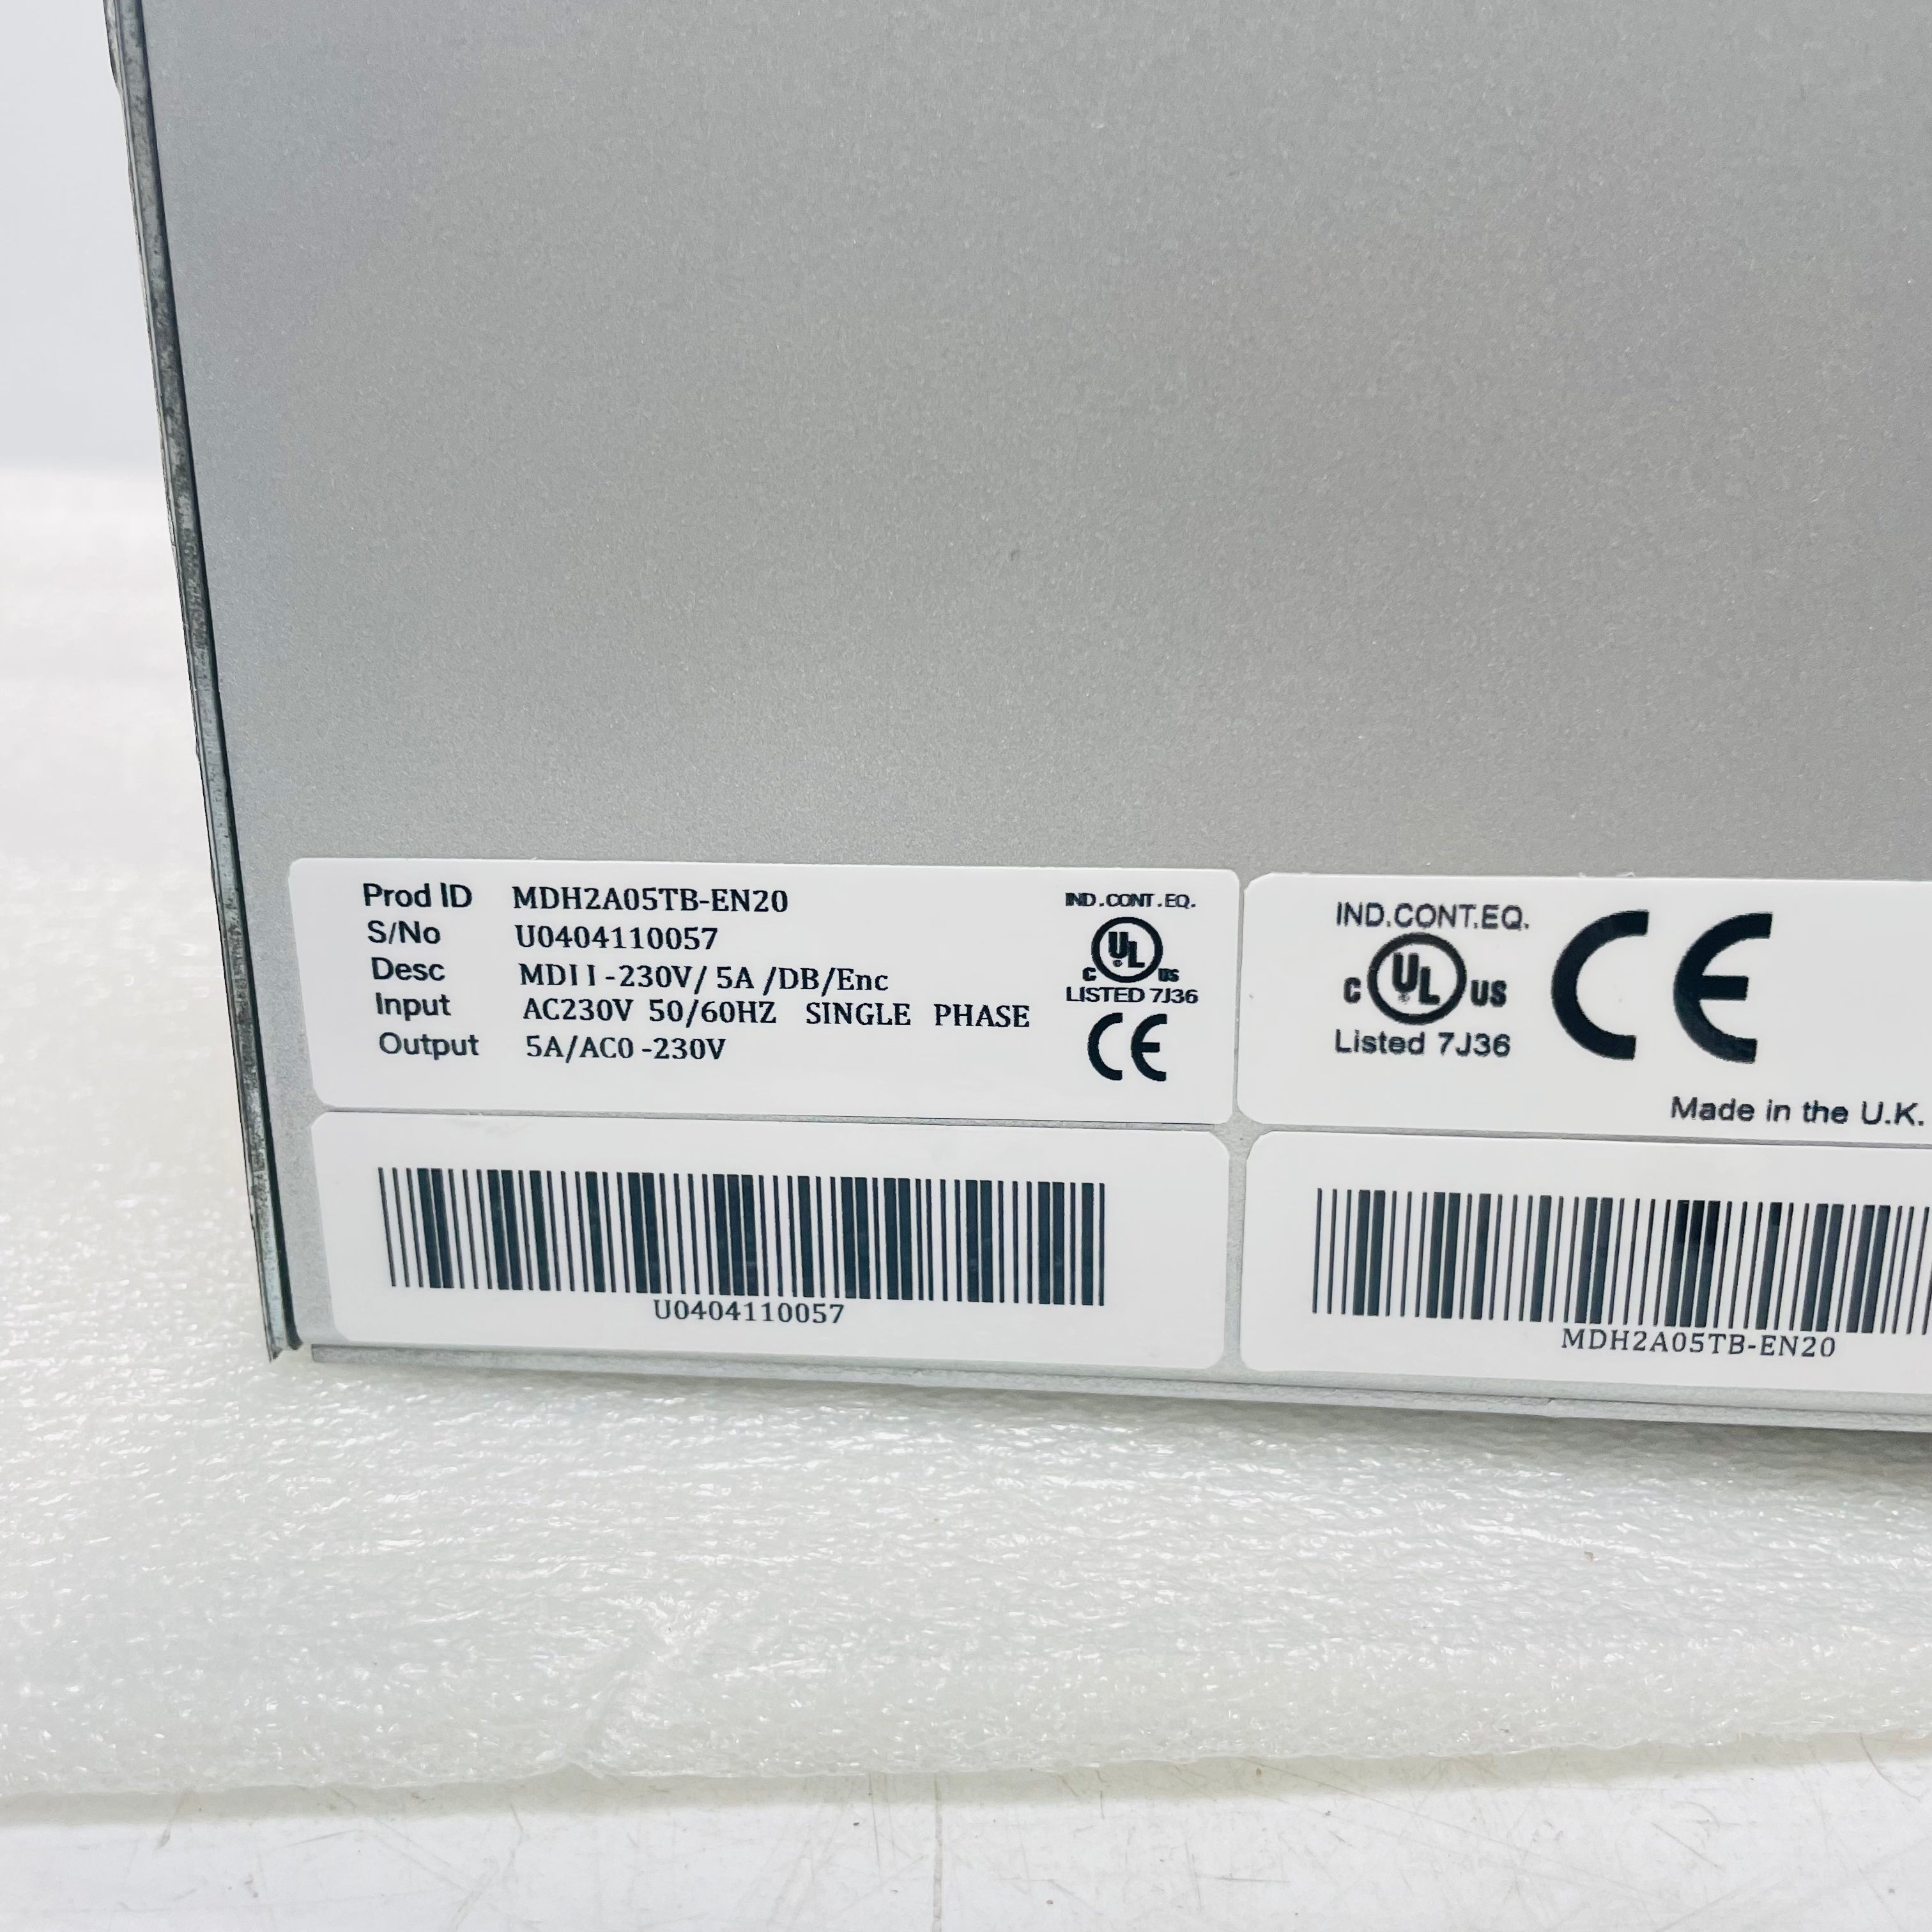 Prod ID MDH2A05TB-EN20
S/No U0404110057
Desc MDII-230V/ 5A /DB/Enc
Input AC230V 50/60HZ SINGLE PHASE
Output 5A/AC0 -230V
IND.CONT.EQ.
C UL US
LISTED 7J36
CE
IND.CONT.EQ.
C UL US
Listed 7J36
CE
Made in the U.K.
U0404110057
MDH2A05TB-EN20